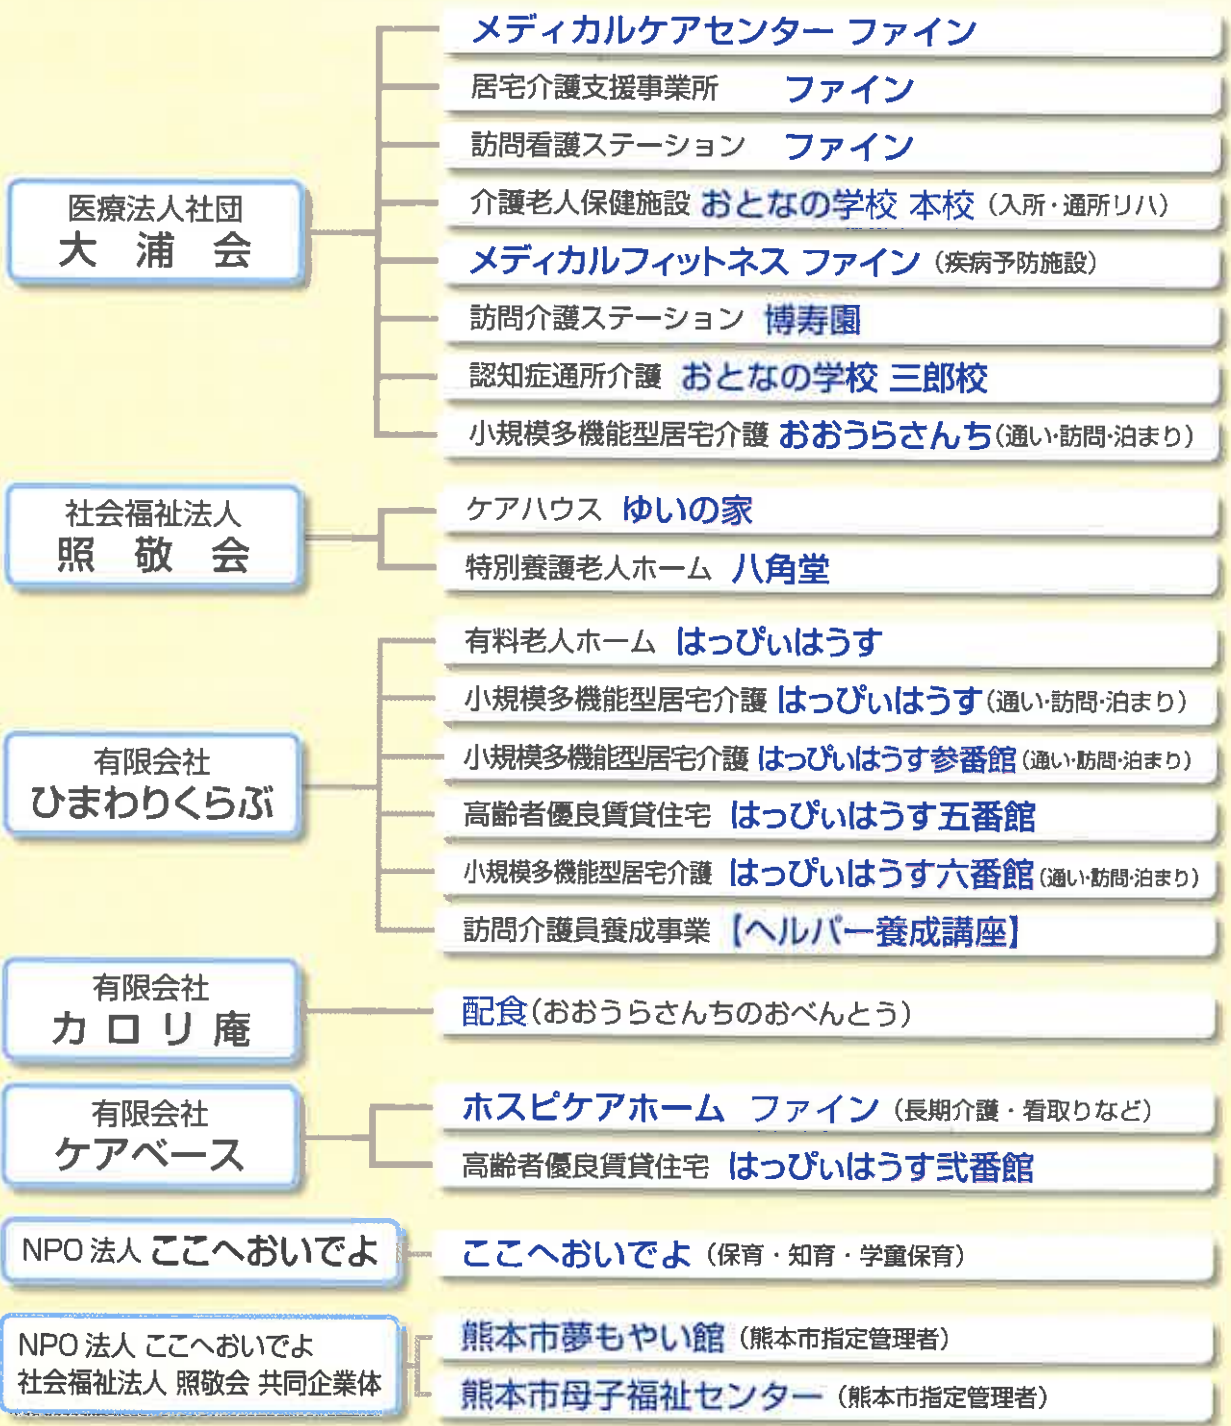 医療法人社団
大浦会
メディカルケアセンター ファイン
居宅介護支援事業所 ファイン
訪問看護ステーション ファイン
介護老人保健施設 おとなの学校 本校 (入所・通所リハ)
メディカルフィットネス ファイン (疾病予防施設)
訪問介護ステーション 博寿園
認知症通所介護 おとなの学校 三郎校
小規模多機能型居宅介護 おおうらさんち(通い・訪問・泊まり)
社会福祉法人
照敬会
ケアハウス ゆいの家
特別養護老人ホーム 八角堂
有限会社
ひまわりくらぶ
有料老人ホーム はっぴぃはうす
小規模多機能型居宅介護 はっぴぃはうす(通い・訪問・泊まり)
小規模多機能型居宅介護 はっぴぃはうす参番館(通い・訪問・泊まり)
高齢者優良賃貸住宅 はっぴぃはうす五番館
小規模多機能型居宅介護 はっぴぃはうす六番館(通い・訪問・泊まり)
訪問介護員養成事業 【ヘルパー養成講座】
有限会社
カロリ庵
配食(おおうらさんちのおべんとう)
有限会社
ケアベース
ホスピケアホーム ファイン (長期介護・看取りなど)
高齢者優良賃貸住宅 はっぴぃはうす弐番館
NPO法人 ここへおいでよ
ここへおいでよ (保育・知育・学童保育)
NPO法人 ここへおいでよ
社会福祉法人 照敬会 共同企業体
熊本市夢もやい館 (熊本市指定管理者)
熊本市母子福祉センター (熊本市指定管理者)